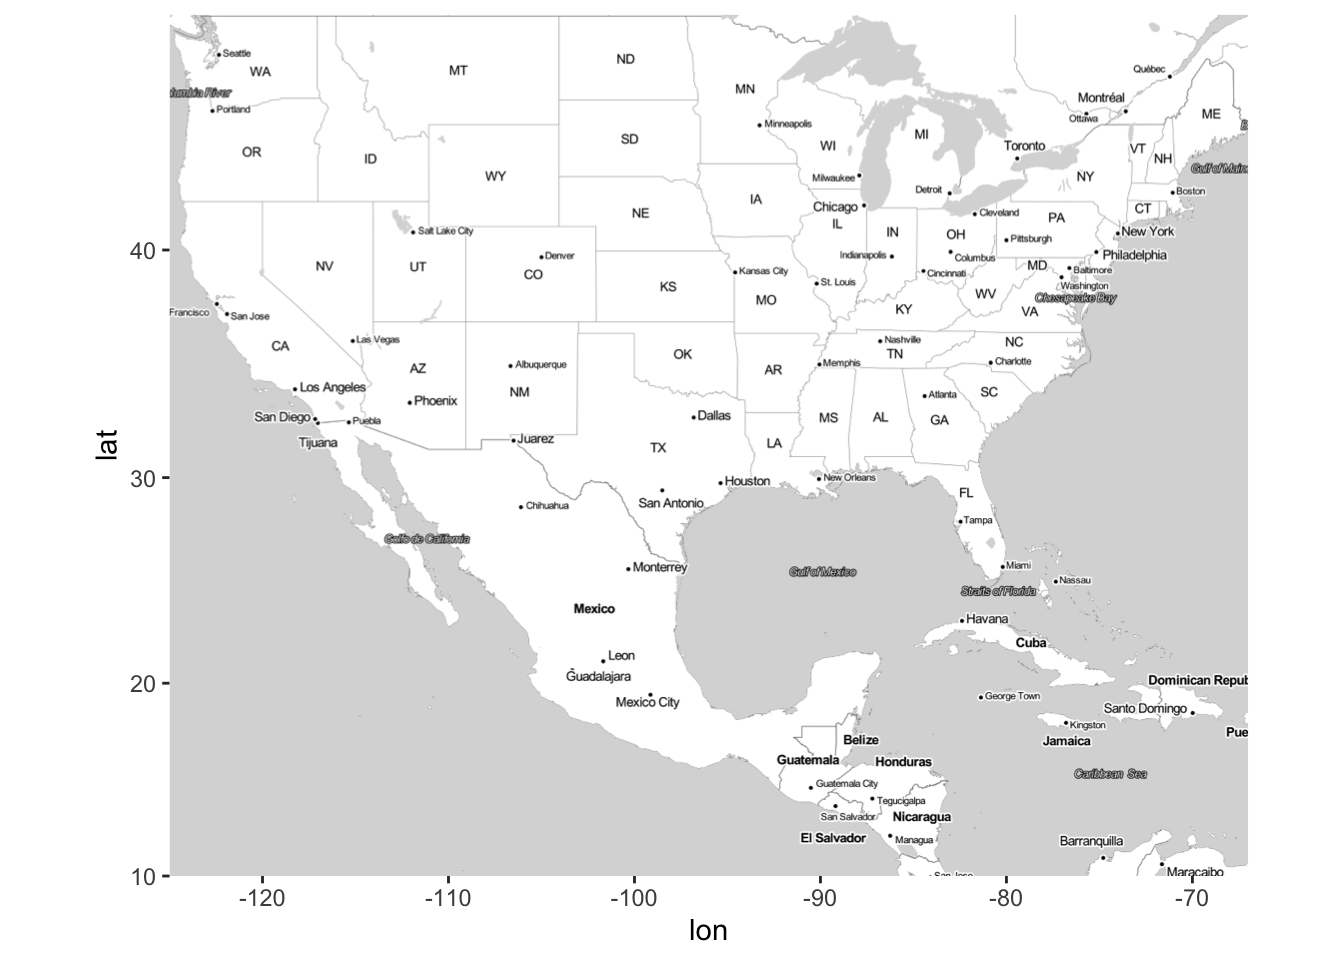 Québec
Seattle
ND
WA
MT
MN
Montréal
lumbia River
Portland
Ottawa
ME
Minneapolis
MI
SD
WI
Toronto
VT
NH
OR
ID
WY
NY
Gulf of Maine
Milwaukee
Detroit
Boston
IA
Chicago
NE
Cleveland
CT
PA
IL
Salt Lake City
IN
OH
Pittsburgh
New York
40
Denver
Indianapolis
Columbus
Philadelphia
NV
UT
CO
Kansas City
Cincinnati
MD
Baltimore
KS
St. Louis
Washington
MO
WV
Chesapeake Bay
Francisco
San Jose
KY
VA
Las Vegas
Nashville
NC
CA
OK
TN
Albuquerque
AR
Memphis
Charlotte
AZ
Los Angeles
NM
Phoenix
SC
Atlanta
San Diego
Puebla
Dallas
MS
AL
GA
Tijuana
Juarez
TX
LA
lat
30
Houston
New Orleans
San Antonio
FL
Chihuahua
Tampa
Golfo de California
Monterrey
Gulf of Mexico
Miami
Nassau
Straits of Florida
Mexico
Havana
Cuba
Leon
Guadalajara
20
Dominican Repub
Mexico City
George Town
Santo Domingo
Kingston
Belize
Jamaica
Pue
Guatemala
Honduras
Caribbean Sea
Guatemala City
Tegucigalpa
San Salvador
Nicaragua
El Salvador
Managua
Barranquilla
10
San Jose
Maracaibo
-120
-110
-100
-90
-80
-70
lon